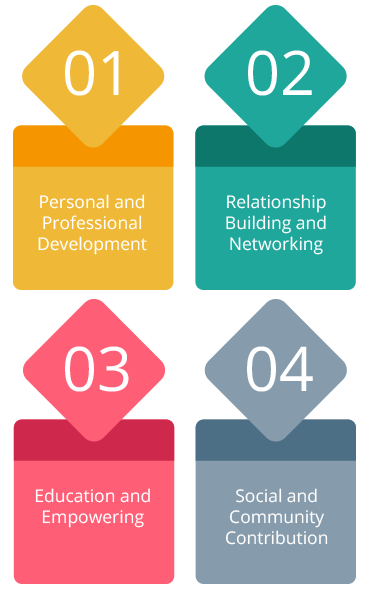 01
Personal and
Professional
Development
02
Relationship
Building and
Networking
03
Education and
Empowering
04
Social and
Community
Contribution